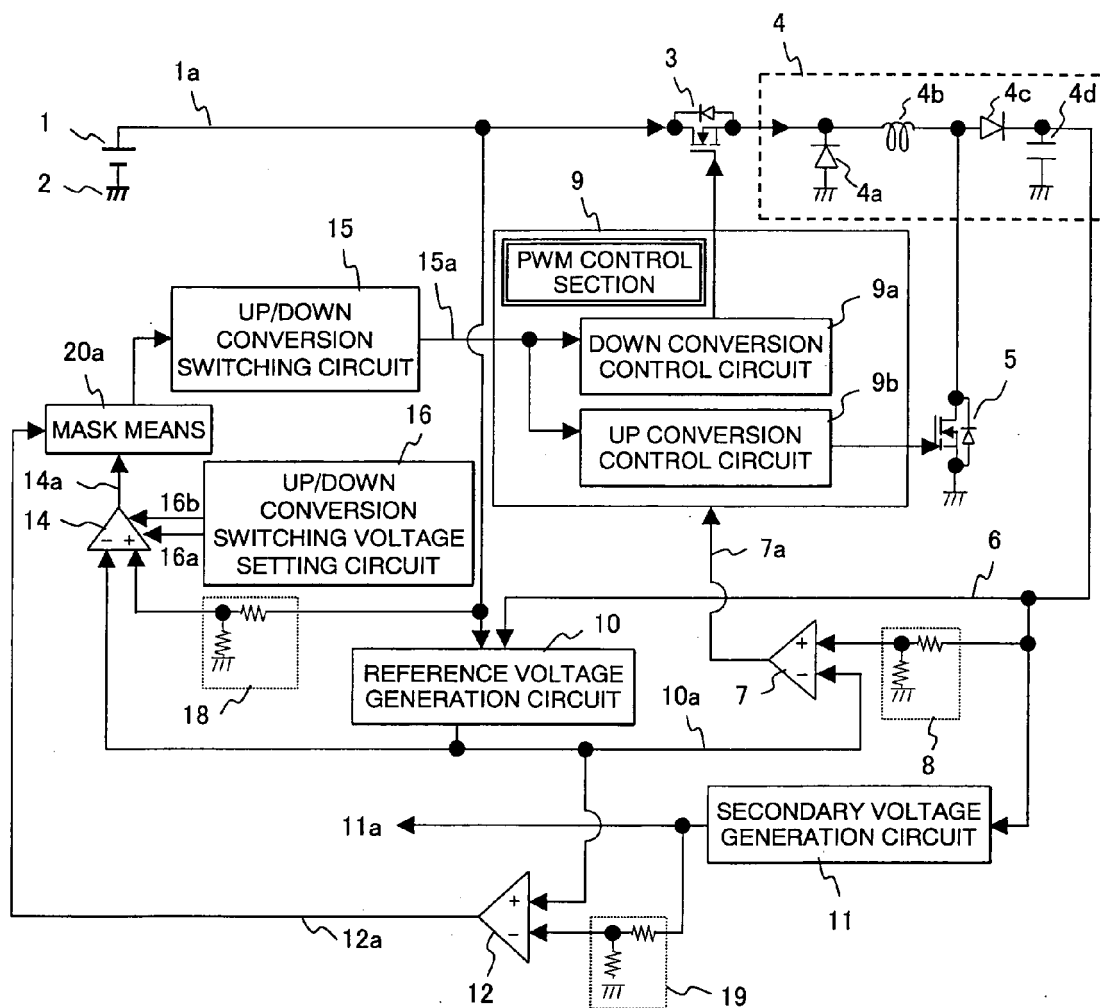 4
1a
3
4b
4c
4d
1
2
4a
9
15
15a
PWM CONTROL
SECTION
9a
UP/DOWN
CONVERSION
SWITCHING CIRCUIT
DOWN CONVERSION
CONTROL CIRCUIT
20a
9b
5
MASK MEANS
16
UP CONVERSION
CONTROL CIRCUIT
14a
16b
UP/DOWN
CONVERSION
SWITCHING VOLTAGE
SETTING CIRCUIT
14
- +
16a
7a
6
10
REFERENCE VOLTAGE
GENERATION CIRCUIT
+
-
7
18
10a
8
SECONDARY VOLTAGE
GENERATION CIRCUIT
11a
11
+
-
12a
12
19